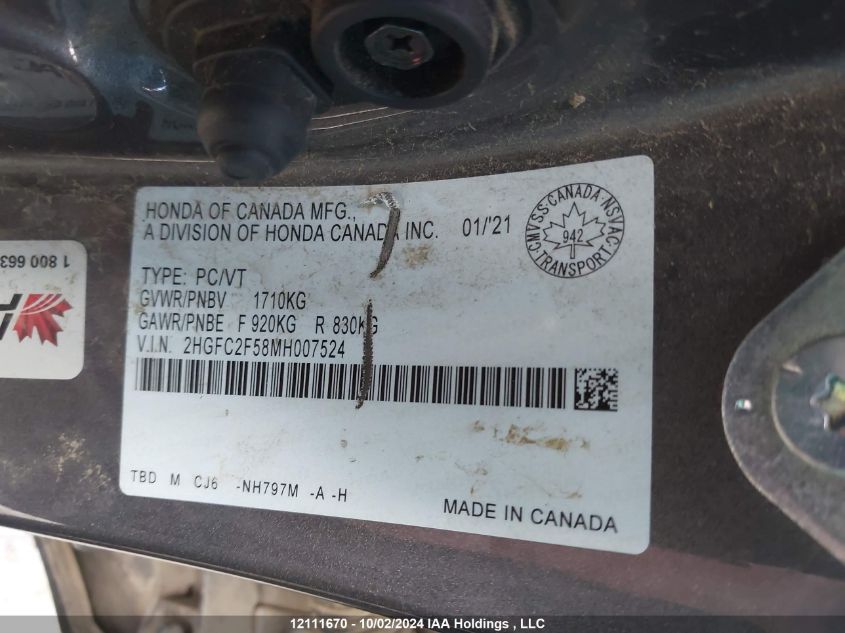 HONDA OF CANADA MFG.,
A DIVISION OF HONDA CANADA INC. 01/'21
CMVSS·CANADA·NSVAC
942
TRANSPORT
TYPE: PC/VT
GVWR/PNBV 1710KG
GAWR/PNBE F 920KG R 830KG
V.I.N. 2HGFC2F58MH007524
TBD M CJ6 -NH797M -A -H
MADE IN CANADA
1 800 663
12111670 - 10/02/2024 IAA Holdings , LLC